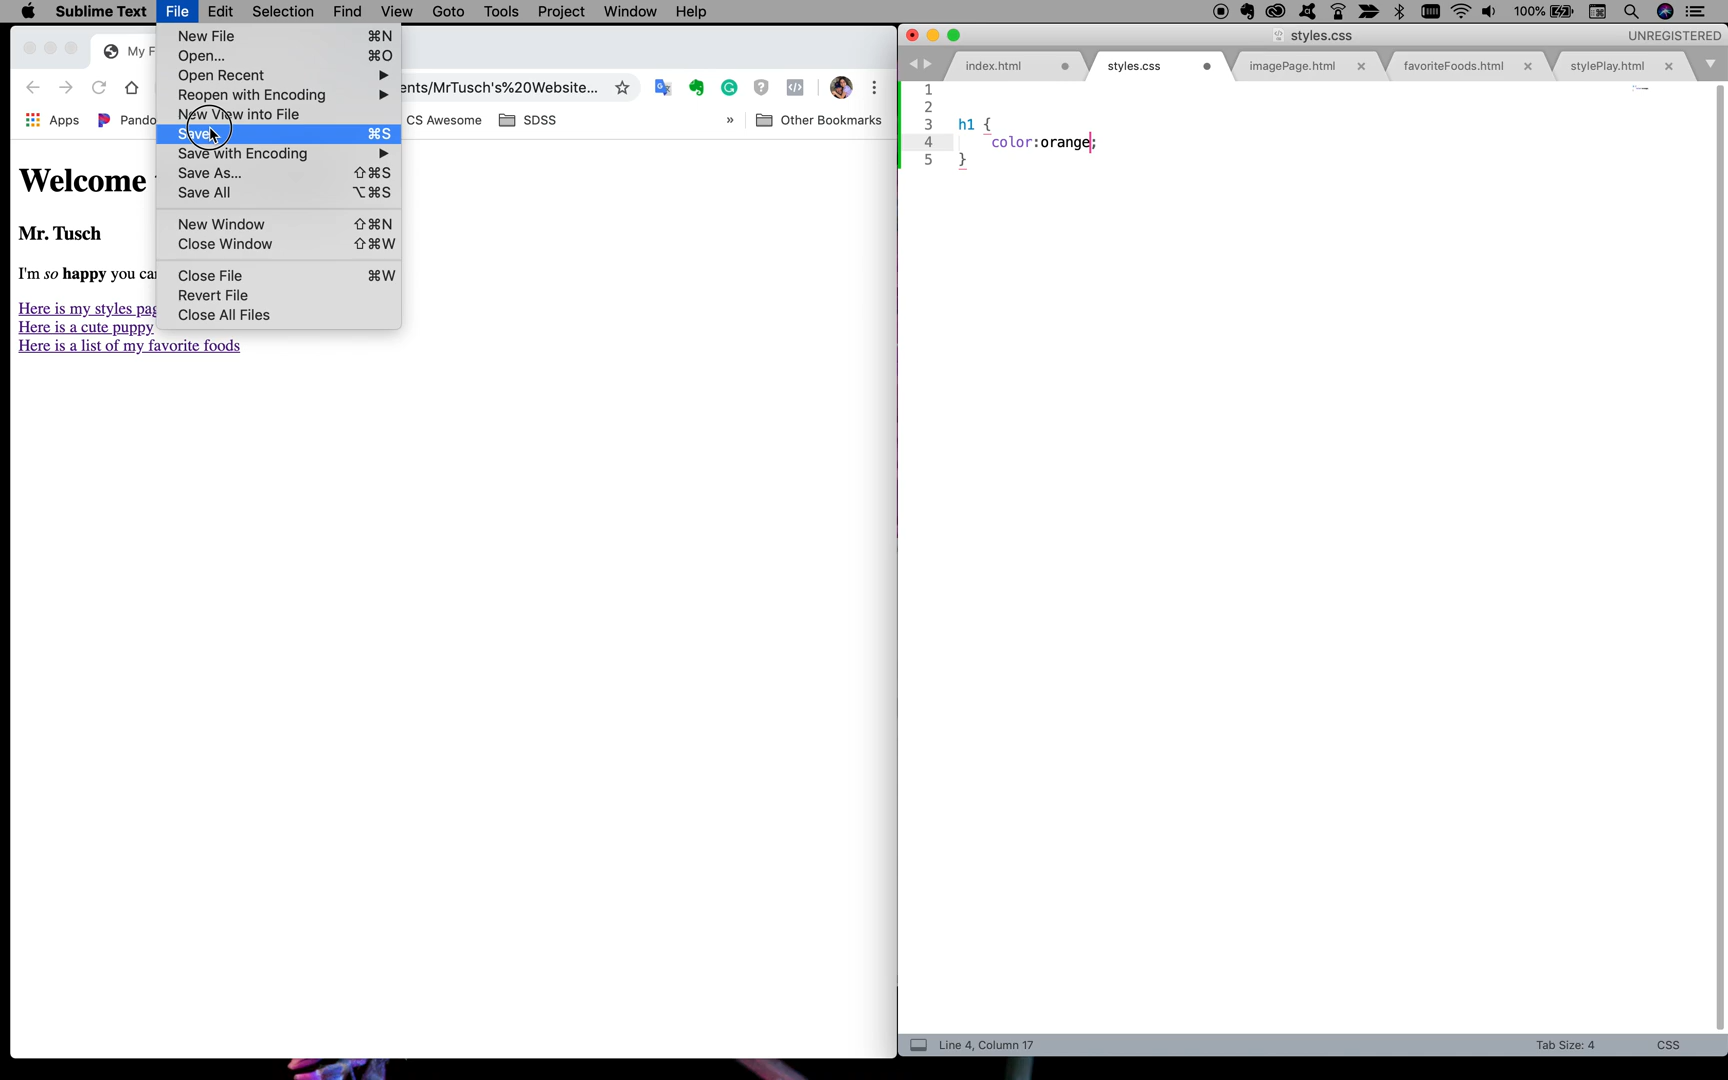 Sublime Text File Edit Selection Find View Goto Tools Project Window Help 100%
New File ⌘N
Open... ⌘O
Open Recent
Reopen with Encoding
New View into File
Save ⌘S
Save with Encoding
Save As... ⇧⌘S
Save All ⌥⌘S
New Window ⇧⌘N
Close Window ⇧⌘W
Close File ⌘W
Revert File
Close All Files
My F
ents/MrTusch's%20Website...
Apps Pando CS Awesome SDSS » Other Bookmarks
Welcome
Mr. Tusch
I'm so happy you can
Here is my styles pag
Here is a cute puppy
Here is a list of my favorite foods
styles.css UNREGISTERED
index.html styles.css imagePage.html favoriteFoods.html stylePlay.html
1
2
3 h1 {
4 color:orange;
5 }
Line 4, Column 17 Tab Size: 4 CSS